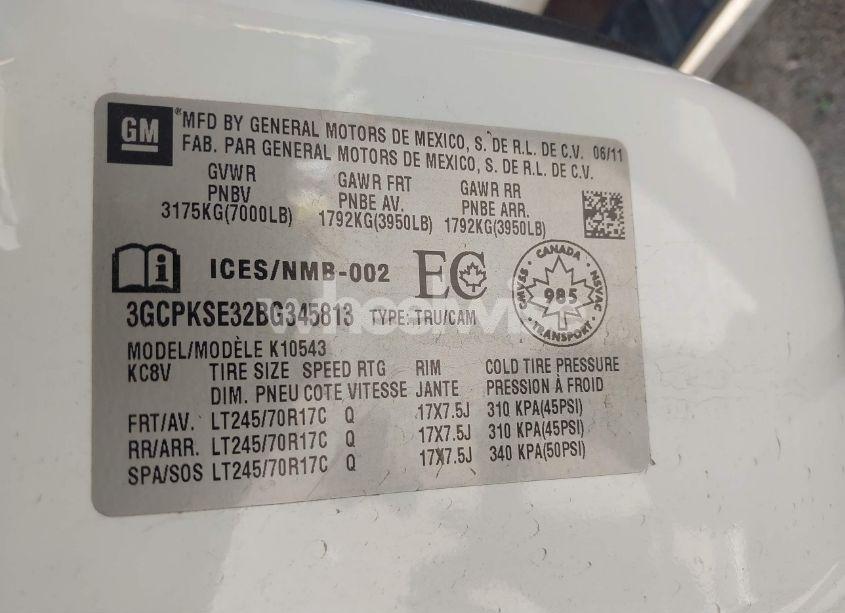 GM
*MFD BY GENERAL MOTORS DE MEXICO, S. DE R.L. DE C.V. 06/11
FAB. PAR GENERAL MOTORS DE MEXICO, S. DE R.L. DE C.V.
GVWR GAWR FRT GAWR RR
PNBV PNBE AV. PNBE ARR.
3175KG(7000LB) 1792KG(3950LB) 1792KG(3950LB)
i ICES/NMB-002 EC
CMVSS · CANADA · NSVAC · TRANSPORT ·
985
3GCPKSE32BG345813 TYPE: TRU/CAM
MODEL/MODÈLE K10543
KC8V TIRE SIZE SPEED RTG RIM COLD TIRE PRESSURE
DIM. PNEU COTE VITESSE JANTE PRESSION À FROID
FRT/AV. LT245/70R17C Q 17X7.5J 310 KPA(45PSI)
RR/ARR. LT245/70R17C Q 17X7.5J 310 KPA(45PSI)
SPA/SOS LT245/70R17C Q 17X7.5J 340 KPA(50PSI)